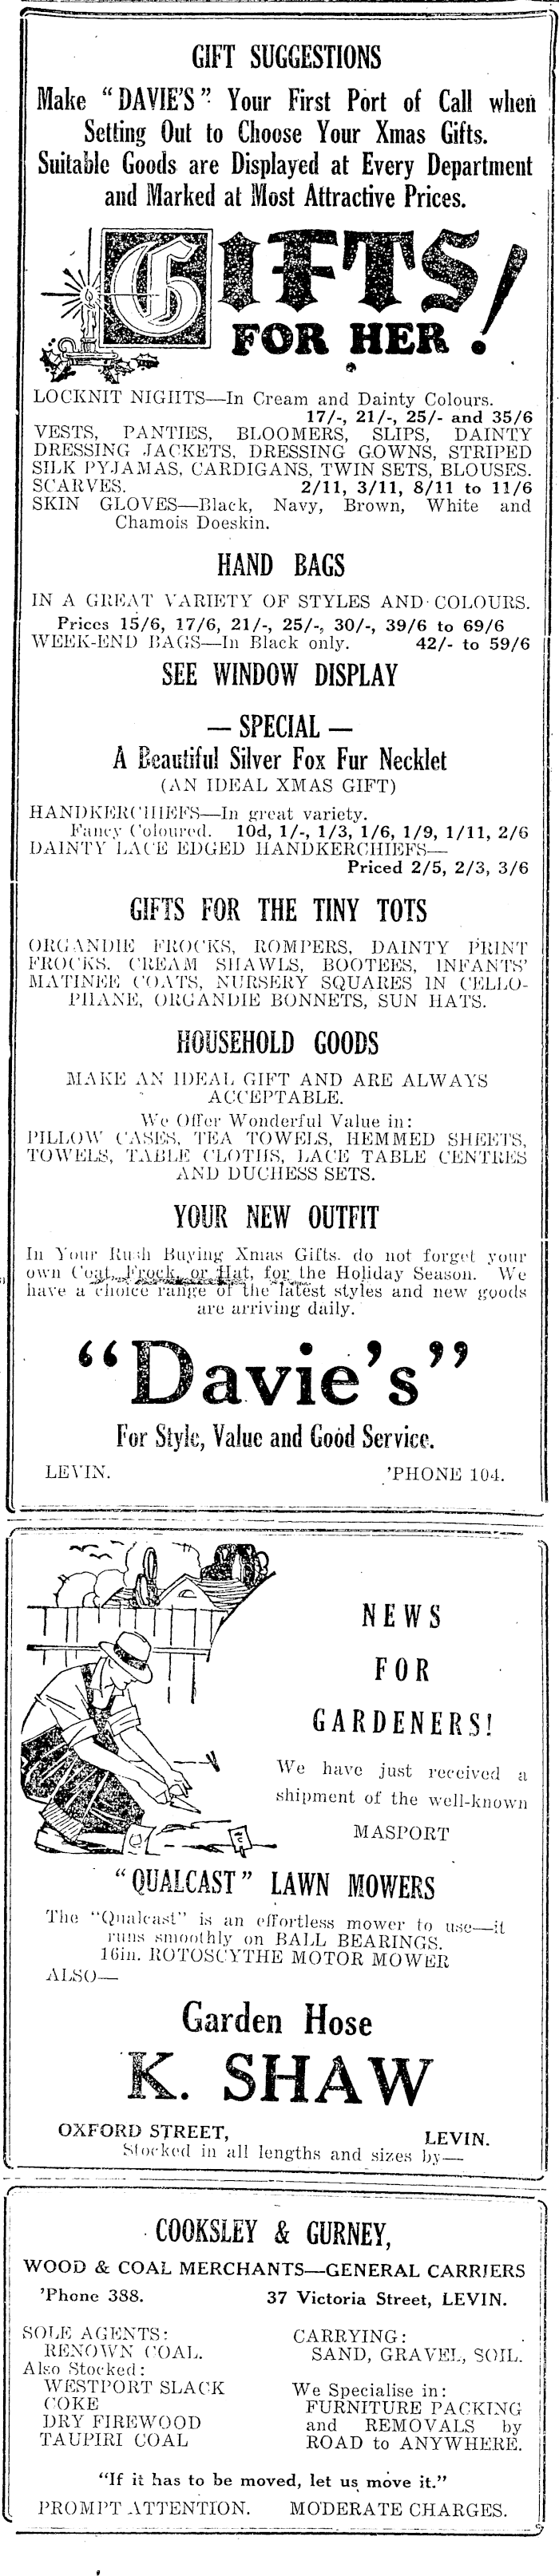 GIFT SUGGESTIONS
Make "DAVIE'S" Your First Port of Call when
Setting Out to Choose Your Xmas Gifts.
Suitable Goods are Displayed at Every Department
and Marked at Most Attractive Prices.
GIFTS!
FOR HER
LOCKNIT NIGHTS—In Cream and Dainty Colours.
17/-, 21/-, 25/- and 35/6
VESTS, PANTIES, BLOOMERS, SLIPS, DAINTY
DRESSING JACKETS, DRESSING GOWNS, STRIPED
SILK PYJAMAS, CARDIGANS, TWIN SETS, BLOUSES.
SCARVES. 2/11, 3/11, 8/11 to 11/6
SKIN GLOVES—Black, Navy, Brown, White and
Chamois Doeskin.
HAND BAGS
IN A GREAT VARIETY OF STYLES AND COLOURS.
Prices 15/6, 17/6, 21/-, 25/-, 30/-, 39/6 to 69/6
WEEK-END BAGS—In Black only. 42/- to 59/6
SEE WINDOW DISPLAY
— SPECIAL —
A Beautiful Silver Fox Fur Necklet
(AN IDEAL XMAS GIFT)
HANDKERCHIEFS—In great variety.
Fancy Coloured. 10d, 1/-, 1/3, 1/6, 1/9, 1/11, 2/6
DAINTY LACE EDGED HANDKERCHIEFS—
Priced 2/5, 2/3, 3/6
GIFTS FOR THE TINY TOTS
ORGANDIE FROCKS, ROMPERS, DAINTY PRINT
FROCKS. CREAM SHAWLS, BOOTEES, INFANTS'
MATINEE COATS, NURSERY SQUARES IN CELLO-
PHANE, ORGANDIE BONNETS, SUN HATS.
HOUSEHOLD GOODS
MAKE AN IDEAL GIFT AND ARE ALWAYS
ACCEPTABLE.
We Offer Wonderful Value in:
PILLOW CASES, TEA TOWELS, HEMMED SHEETS,
TOWELS, TABLE CLOTHS, LACE TABLE CENTRES
AND DUCHESS SETS.
YOUR NEW OUTFIT
In Your Rush Buying Xmas Gifts. do not forget your
own Coat, Frock, or Hat, for the Holiday Season. We
have a choice range of the latest styles and new goods
are arriving daily.
"Davie's"
For Style, Value and Good Service.
LEVIN. 'PHONE 104.
NEWS
FOR
GARDENERS!
We have just received a
shipment of the well-known
MASPORT
"QUALCAST" LAWN MOWERS
The "Qualcast" is an effortless mower to use—it
runs smoothly on BALL BEARINGS.
16in. ROTOSCYTHE MOTOR MOWER
ALSO—
Garden Hose
K. SHAW
OXFORD STREET, LEVIN.
Stocked in all lengths and sizes by—
COOKSLEY & GURNEY,
WOOD & COAL MERCHANTS—GENERAL CARRIERS
'Phone 388. 37 Victoria Street, LEVIN.
SOLE AGENTS:
RENOWN COAL.
Also Stocked:
WESTPORT SLACK
COKE
DRY FIREWOOD
TAUPIRI COAL
CARRYING:
SAND, GRAVEL, SOIL.
We Specialise in:
FURNITURE PACKING
and REMOVALS by
ROAD to ANYWHERE.
"If it has to be moved, let us move it."
PROMPT ATTENTION. MODERATE CHARGES.